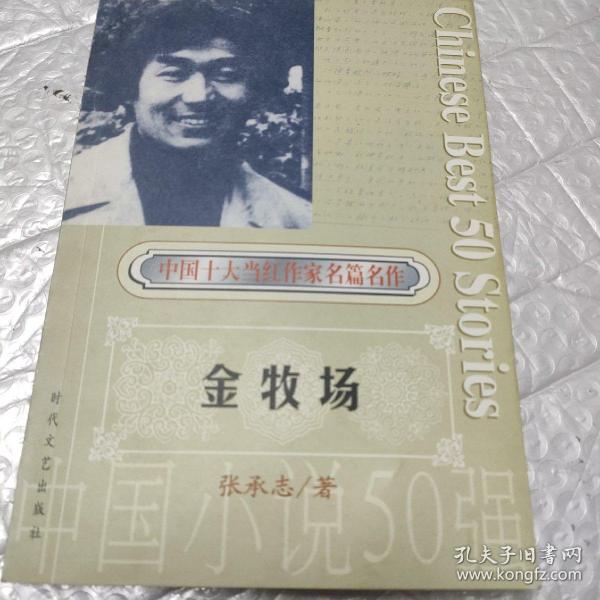 Chinese Best 50 Stories
中国十大当红作家名篇名作
金牧场
张承志/著
时代文艺出版社
中国小说50强
孔夫子旧书网
www.kongfz.com